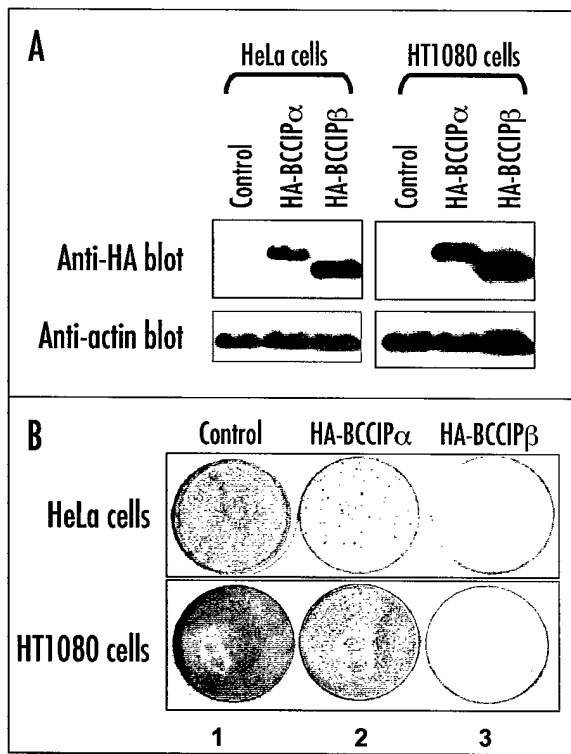 A
HeLa cells
HT1080 cells
Control
HA-BCCIPα
HA-BCCIPβ
Control
HA-BCCIPα
HA-BCCIPβ
Anti-HA blot
Anti-actin blot
B
Control HA-BCCIPα HA-BCCIPβ
HeLa cells
HT1080 cells
1 2 3